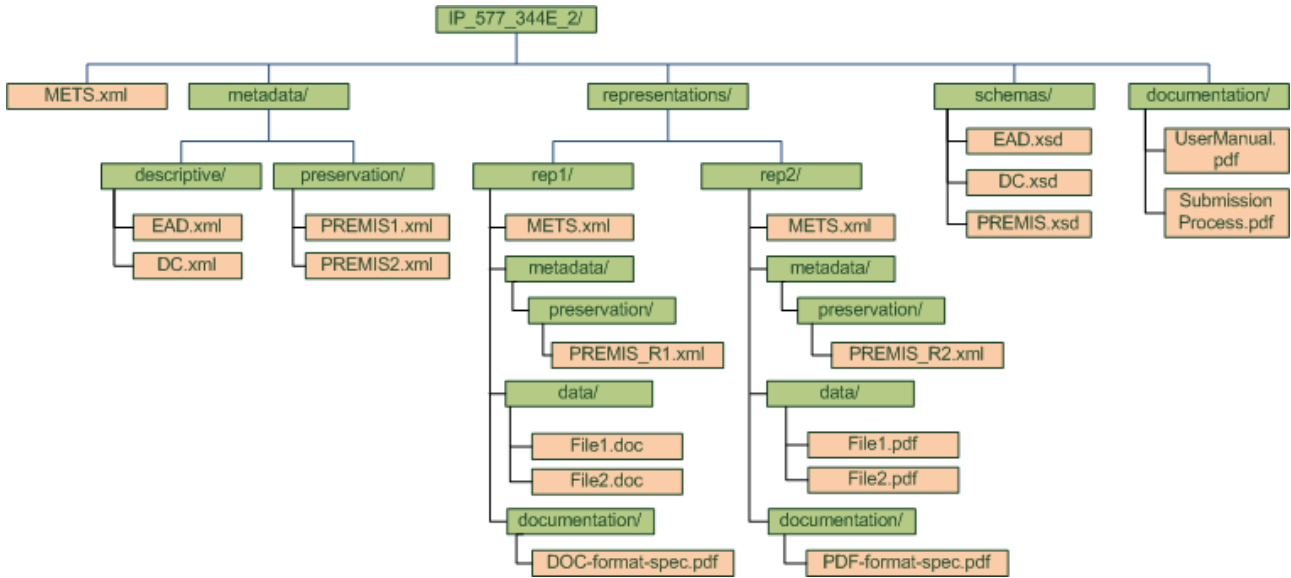 IP_577_344E_2/
METS.xml
metadata/
representations/
schemas/
documentation/
descriptive/
preservation/
EAD.xml
DC.xml
PREMIS1.xml
PREMIS2.xml
rep1/
METS.xml
metadata/
preservation/
PREMIS_R1.xml
data/
File1.doc
File2.doc
documentation/
DOC-format-spec.pdf
rep2/
METS.xml
metadata/
preservation/
PREMIS_R2.xml
data/
File1.pdf
File2.pdf
documentation/
PDF-format-spec.pdf
EAD.xsd
DC.xsd
PREMIS.xsd
UserManual.
pdf
Submission
Process.pdf